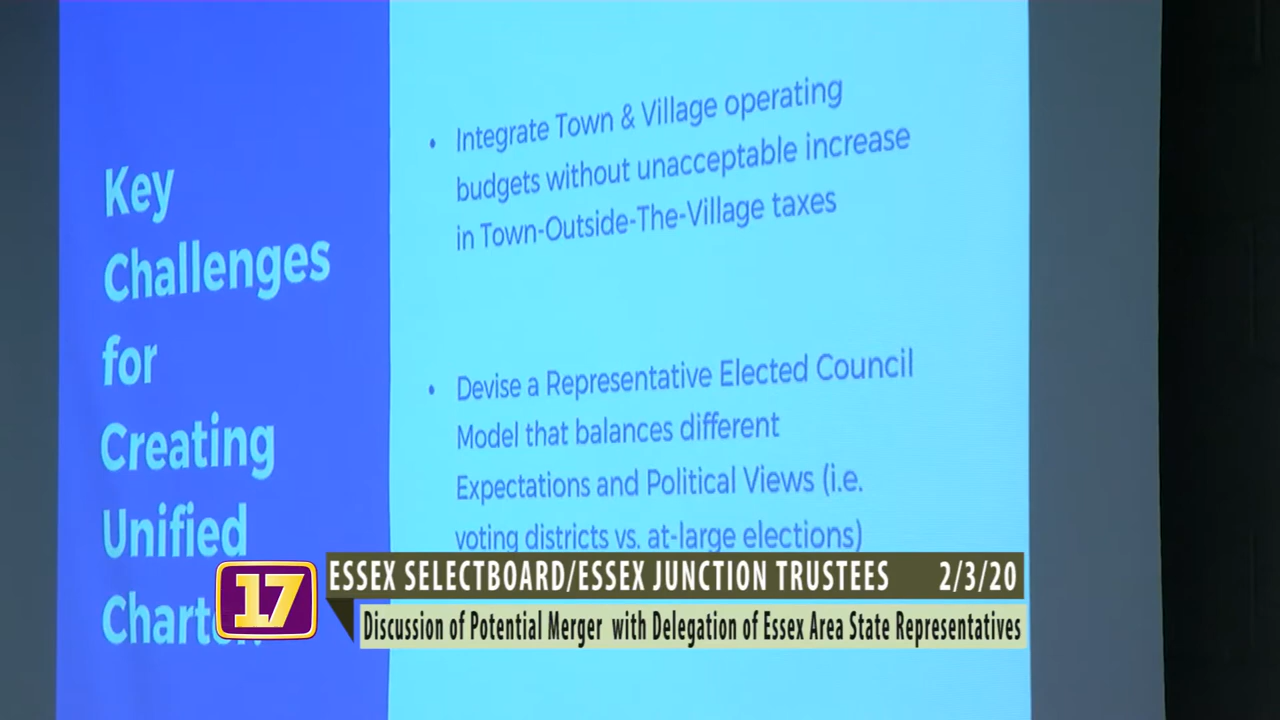 Key
Challenges
for
Creating
Unified
• Integrate Town & Village operating
budgets without unacceptable increase
in Town-Outside-The-Village taxes
• Devise a Representative Elected Council
Model that balances different
Expectations and Political Views (i.e.
voting districts vs. at-large elections)
17
ESSEX SELECTBOARD/ESSEX JUNCTION TRUSTEES 2/3/20
Discussion of Potential Merger with Delegation of Essex Area State Representatives